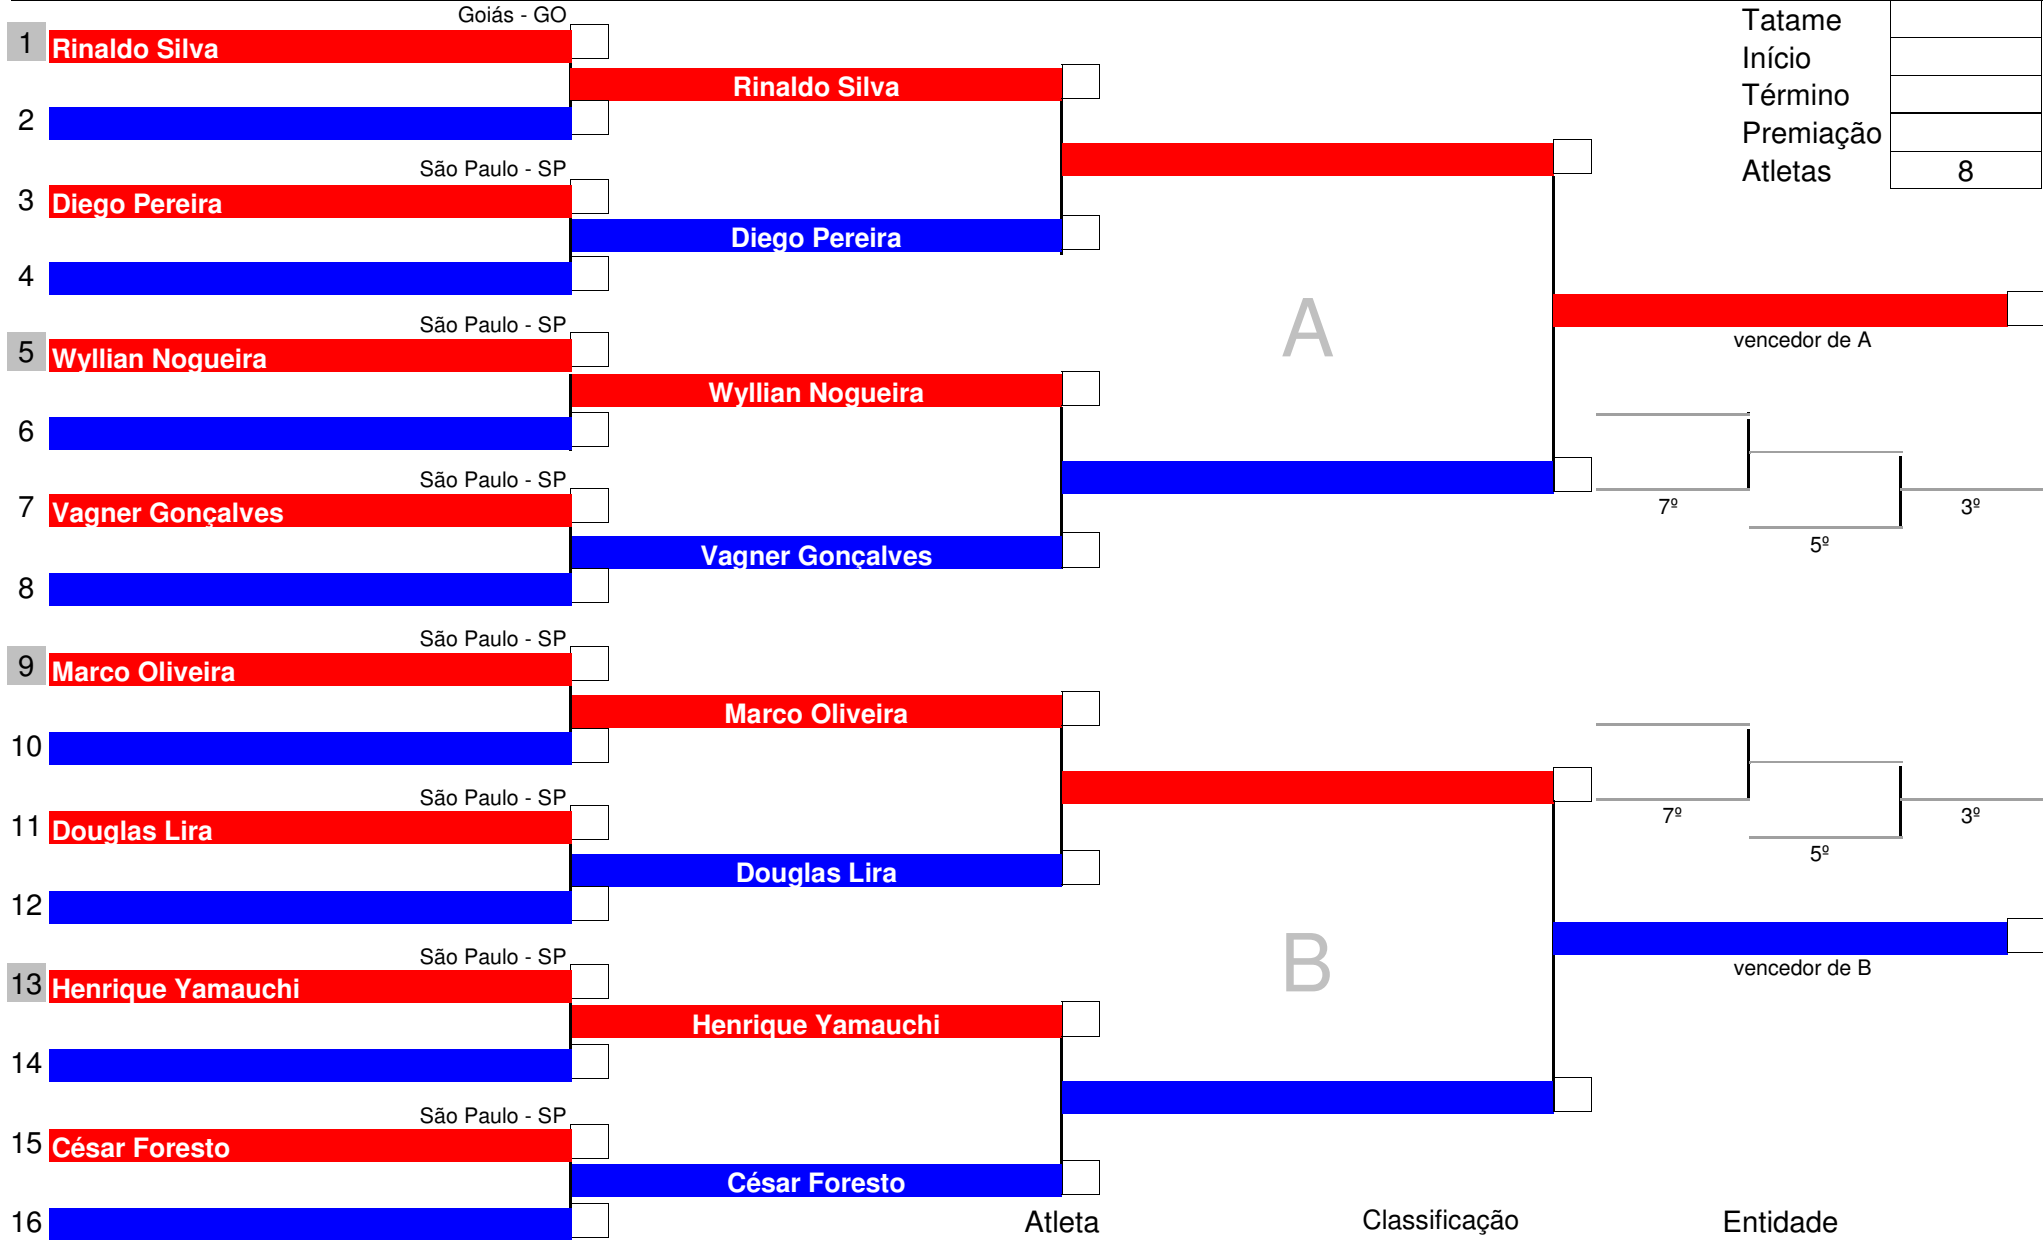 Goiás - GO
1 Rinaldo Silva
Rinaldo Silva
2
São Paulo - SP
3 Diego Pereira
Diego Pereira
4
São Paulo - SP
5 Wyllian Nogueira
Wyllian Nogueira
6
São Paulo - SP
7 Vagner Gonçalves
Vagner Gonçalves
8
São Paulo - SP
9 Marco Oliveira
Marco Oliveira
10
São Paulo - SP
11 Douglas Lira
Douglas Lira
12
São Paulo - SP
13 Henrique Yamauchi
Henrique Yamauchi
14
São Paulo - SP
15 César Foresto
César Foresto
16
A
B
Tatame
Início
Término
Premiação
Atletas 8
vencedor de A
7º
3º
5º
7º
3º
5º
vencedor de B
Atleta Classificação Entidade